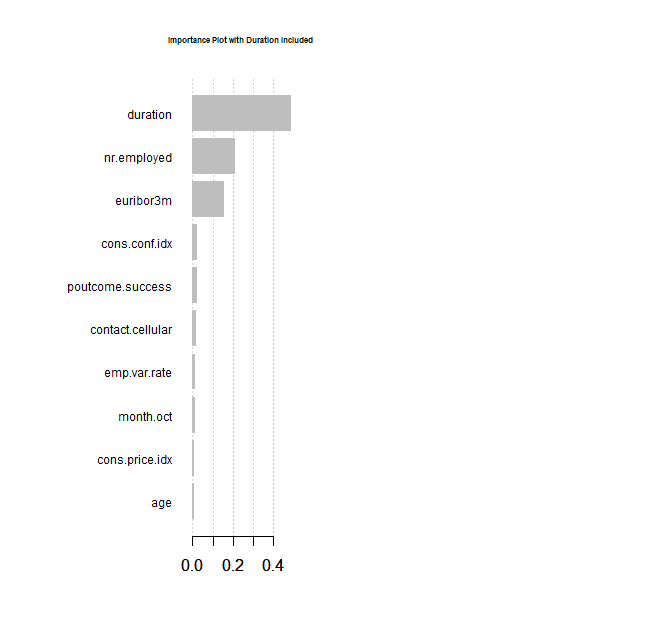 Importance Plot with Duration Included
duration
nr.employed
euribor3m
cons.conf.idx
poutcome.success
contact.cellular
emp.var.rate
month.oct
cons.price.idx
age
0.0 0.2 0.4